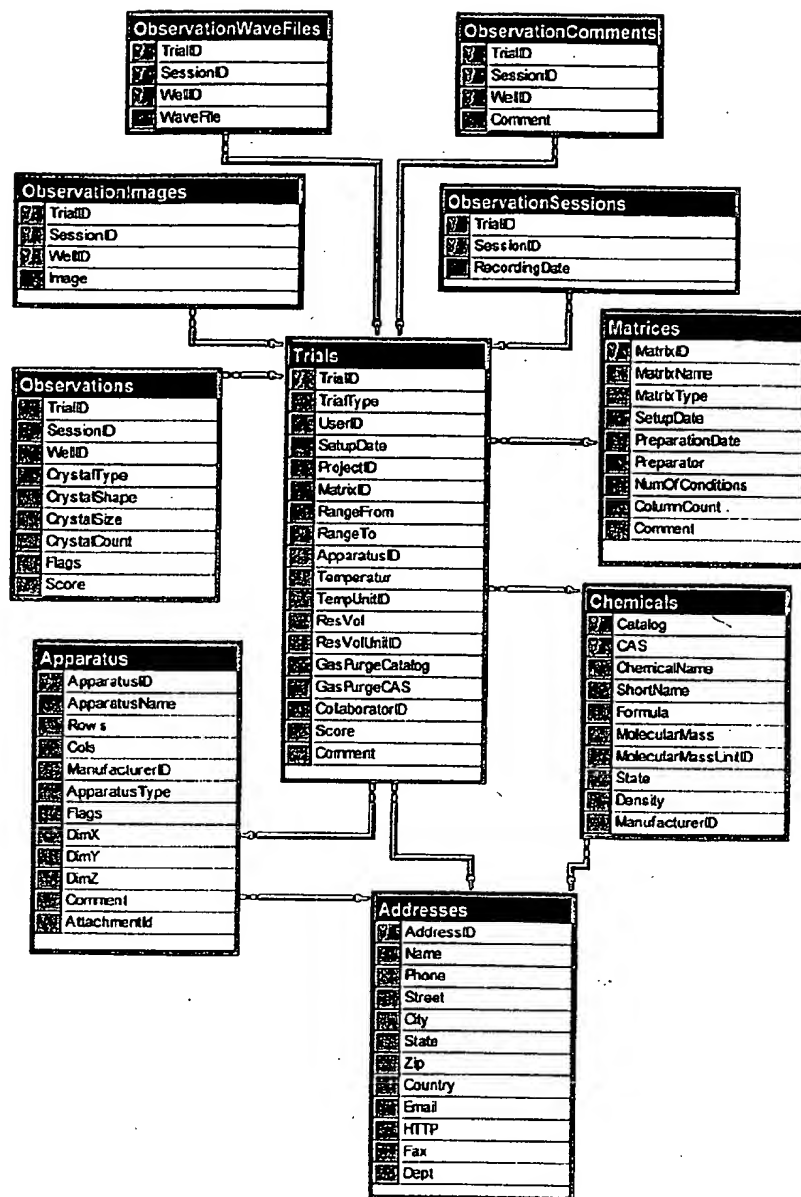 ObservationWaveFiles
TrialID
SessionID
WellID
WaveFile
ObservationComments
TrialID
SessionID
WellID
Comment
ObservationImages
TrialID
SessionID
WellID
Image
ObservationSessions
TrialID
SessionID
RecordingDate
Observations
TrialID
SessionID
WellID
CrystalType
CrystalShape
CrystalSize
CrystalCount
Flags
Score
Trials
TrialID
TrialType
UserID
SetupDate
ProjectID
MatrixID
RangeFrom
RangeTo
ApparatusID
Temperatur
TempUnitID
ResVol
ResVolUnitID
GasPurgeCatalog
GasPurgeCAS
CollaboratorID
Score
Comment
Matrices
MatrixID
MatrixName
MatrixType
SetupDate
PreparationDate
Preparator
NumOfConditions
ColumnCount
Comment
Chemicals
Catalog
CAS
ChemicalName
ShortName
Formula
MolecularMass
MolecularMassUnitID
State
Density
ManufacturerID
Apparatus
ApparatusID
ApparatusName
Rows
Cols
ManufacturerID
ApparatusType
Flags
DimX
DimY
DimZ
Comment
AttachmentId
Addresses
AddressID
Name
Phone
Street
City
State
Zip
Country
Email
HTTP
Fax
Dept